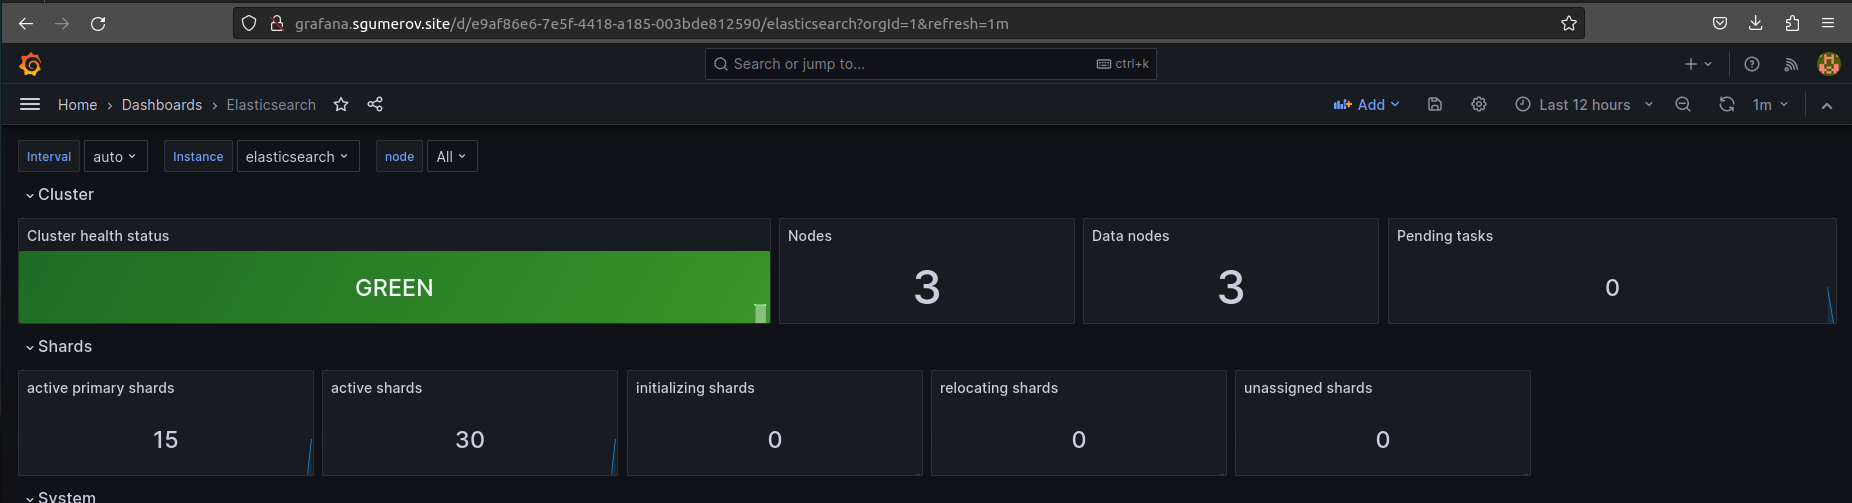 grafana.sgumerov.site/d/e9af86e6-7e5f-4418-a185-003bde812590/elasticsearch?orgId=1&refresh=1m
Search or jump to... ctrl+k
Home › Dashboards › Elasticsearch Add Last 12 hours 1m
Interval auto Instance elasticsearch node All
Cluster
Cluster health status Nodes Data nodes Pending tasks
GREEN 3 3 0
Shards
active primary shards active shards initializing shards relocating shards unassigned shards
15 30 0 0 0
System